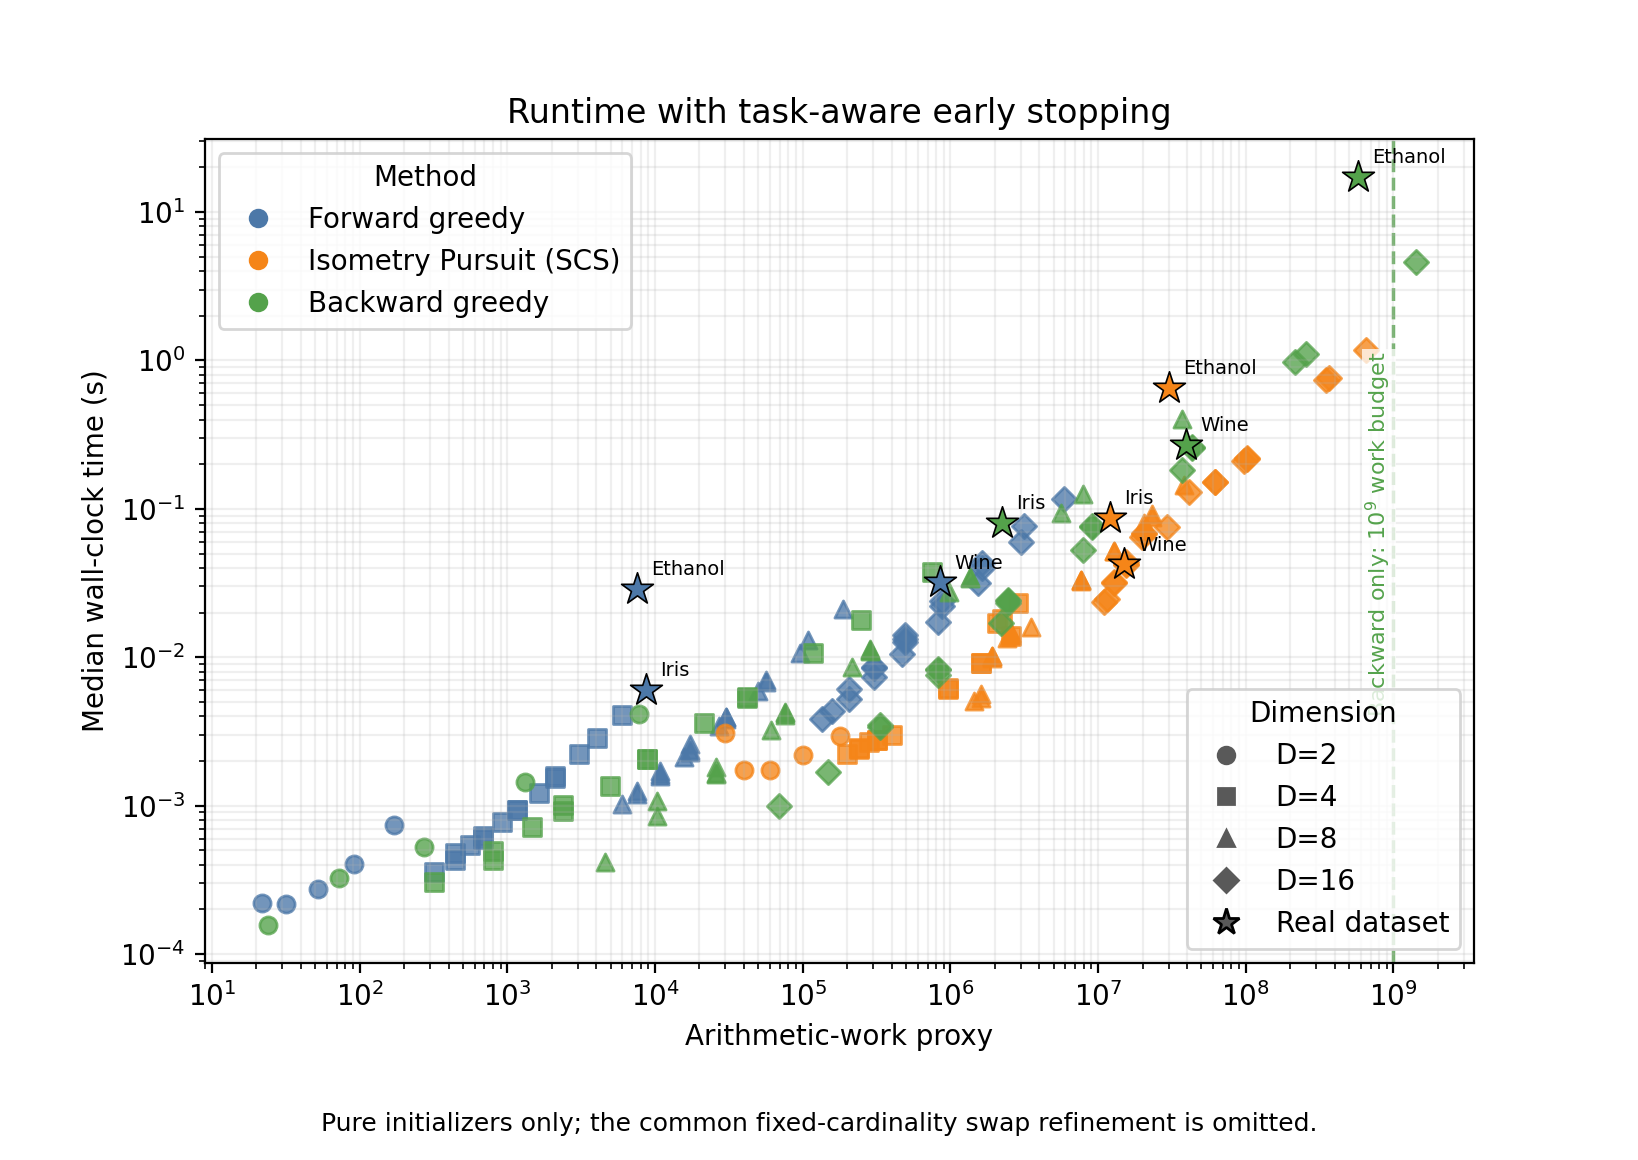 Runtime with task-aware early stopping
Median wall-clock time (s)
10¹
10⁰
10⁻¹
10⁻²
10⁻³
10⁻⁴
Method
Forward greedy
Isometry Pursuit (SCS)
Backward greedy
Ethanol
Ethanol
Wine
Iris
Iris
Wine
Wine
Ethanol
Iris
ckward only: 10⁹ work budget
Dimension
D=2
D=4
D=8
D=16
Real dataset
10¹ 10² 10³ 10⁴ 10⁵ 10⁶ 10⁷ 10⁸ 10⁹
Arithmetic-work proxy
Pure initializers only; the common fixed-cardinality swap refinement is omitted.